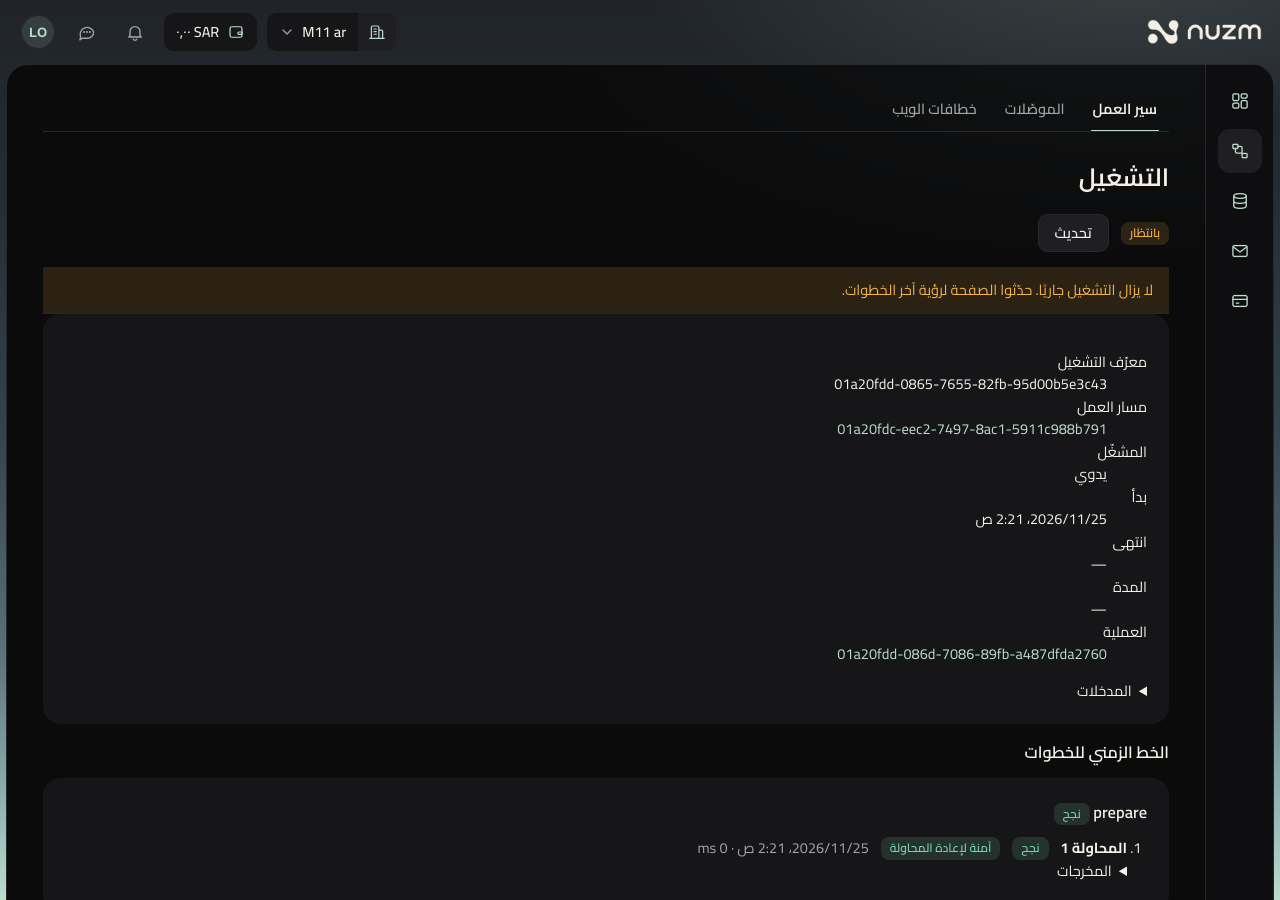 nuzm
M11 ar
٠٫٠٠ SAR
LO
سير العمل
الموصّلات
خطافات الويب
التشغيل
بانتظار
تحديث
لا يزال التشغيل جاريًا. حدّثوا الصفحة لرؤية آخر الخطوات.
معرّف التشغيل
01a20fdd-0865-7655-82fb-95d00b5e3c43
مسار العمل
01a20fdc-eec2-7497-8ac1-5911c988b791
المشغّل
يدوي
بدأ
2026/11/25، 2:21 ص
انتهى
—
المدة
—
العملية
01a20fdd-086d-7086-89fb-a487dfda2760
المدخلات
الخط الزمني للخطوات
prepare نجح
1. المحاولة 1 نجح آمنة لإعادة المحاولة 2026/11/25، 2:21 ص · 0 ms
المخرجات